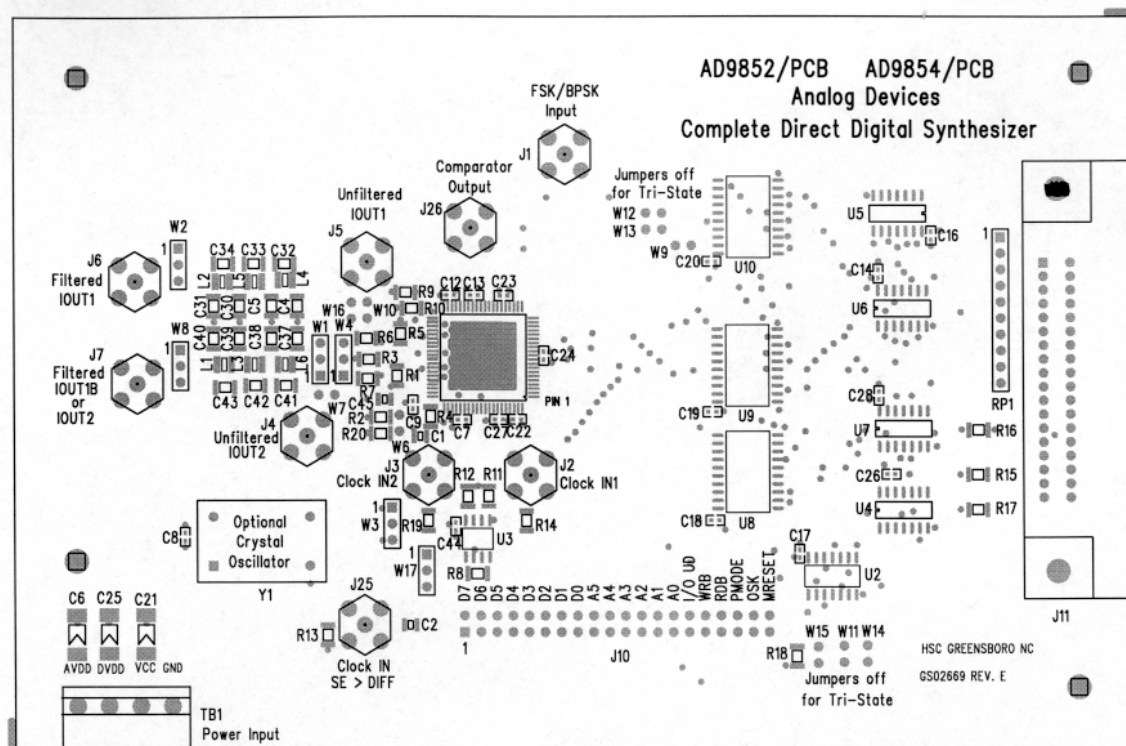 AD9852/PCB AD9854/PCB
Analog Devices
Complete Direct Digital Synthesizer
FSK/BPSK
Input
J1
Comparator
Output
J26
Unfiltered
IOUT1
J5
Jumpers off
for Tri-State
W12
W13
W9
C20
U10
U5
C16
C14
U6
1
RP1
W2
1
J6
Filtered
IOUT1
C34 C33 C32
L2 L5 L4
C31 C30 C5 C4
C40 C39 C38 C37
L1 L3 L6
C43 C42 C41
W8
1
J7
Filtered
IOUT1B
or
IOUT2
W16
W1 W4
1
W10
R9
R10
R6
R5
R3
R1
R7
C45
R2
R20
C9
R4
C1
W7
W6
C12 C13 C23
C24
PIN 1
C7 C27 C22
J4
Unfiltered
IOUT2
J3
Clock IN2
J2
Clock IN1
R12 R11
R19
R14
C44
U3
R8
1
W3
1
W17
C19
U9
C18
U8
C28
U7
C26
U4
R16
R15
R17
C17
U2
C8
Optional
Crystal
Oscillator
Y1
J25
R13
C2
Clock IN
SE > DIFF
D7 D6 D5 D4 D3 D2 D1 D0 A5 A4 A3 A2 A1 A0 I/O UD WRB RDB PMODE OSK MRESET
1
J10
W15 W11 W14
R18
Jumpers off
for Tri-State
J11
HSC GREENSBORO NC
GS02669 REV. E
C6 C25 C21
AVDD DVDD VCC GND
TB1
Power Input